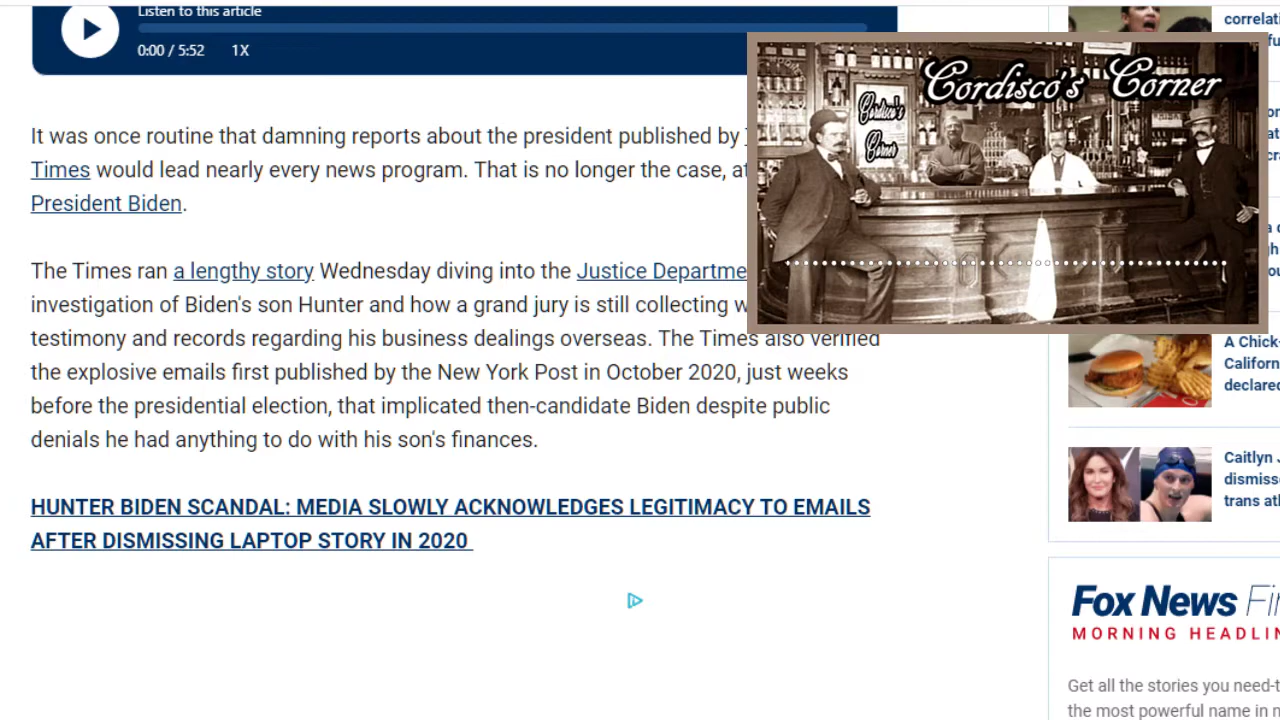 Listen to this article
0:00 / 5:52 1X
It was once routine that damning reports about the president published by
Times would lead nearly every news program. That is no longer the case, at
President Biden.
The Times ran a lengthy story Wednesday diving into the Justice Departme
investigation of Biden's son Hunter and how a grand jury is still collecting w
testimony and records regarding his business dealings overseas. The Times also verified
the explosive emails first published by the New York Post in October 2020, just weeks
before the presidential election, that implicated then-candidate Biden despite public
denials he had anything to do with his son's finances.
HUNTER BIDEN SCANDAL: MEDIA SLOWLY ACKNOWLEDGES LEGITIMACY TO EMAILS
AFTER DISMISSING LAPTOP STORY IN 2020
Cordisco's Corner
Cordisco's
Corner
correlati
A Chick-
Californ
declared
Caitlyn J
dismiss
trans atl
Fox News Fir
MORNING HEADLIN
Get all the stories you need-t
the most powerful name in n